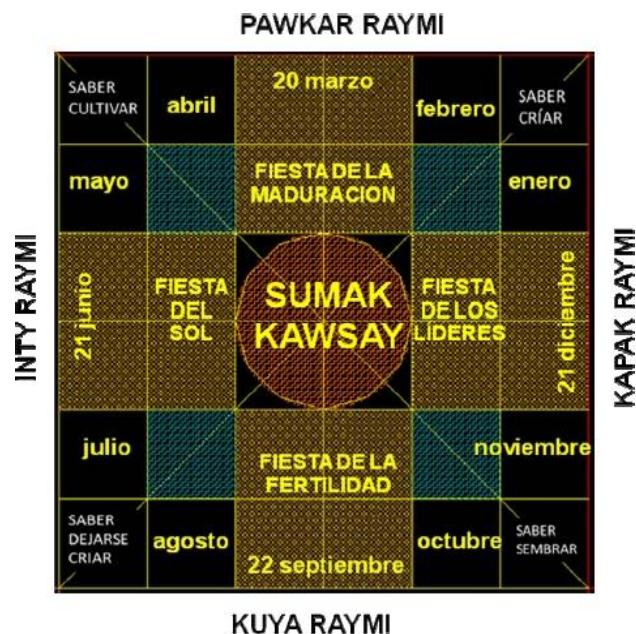 PAWKAR RAYMI
SABER
CULTIVAR
abril
20 marzo
febrero
SABER
CRÍAR
mayo
FIESTA DE LA
MADURACION
enero
INTY RAYMI
21 junio
FIESTA
DEL
SOL
SUMAK
KAWSAY
FIESTA
DE LOS
LÍDERES
21 diciembre
KAPAK RAYMI
julio
FIESTA DE LA
FERTILIDAD
noviembre
SABER
DEJARSE
CRIAR
agosto
22 septiembre
octubre
SABER
SEMBRAR
KUYA RAYMI